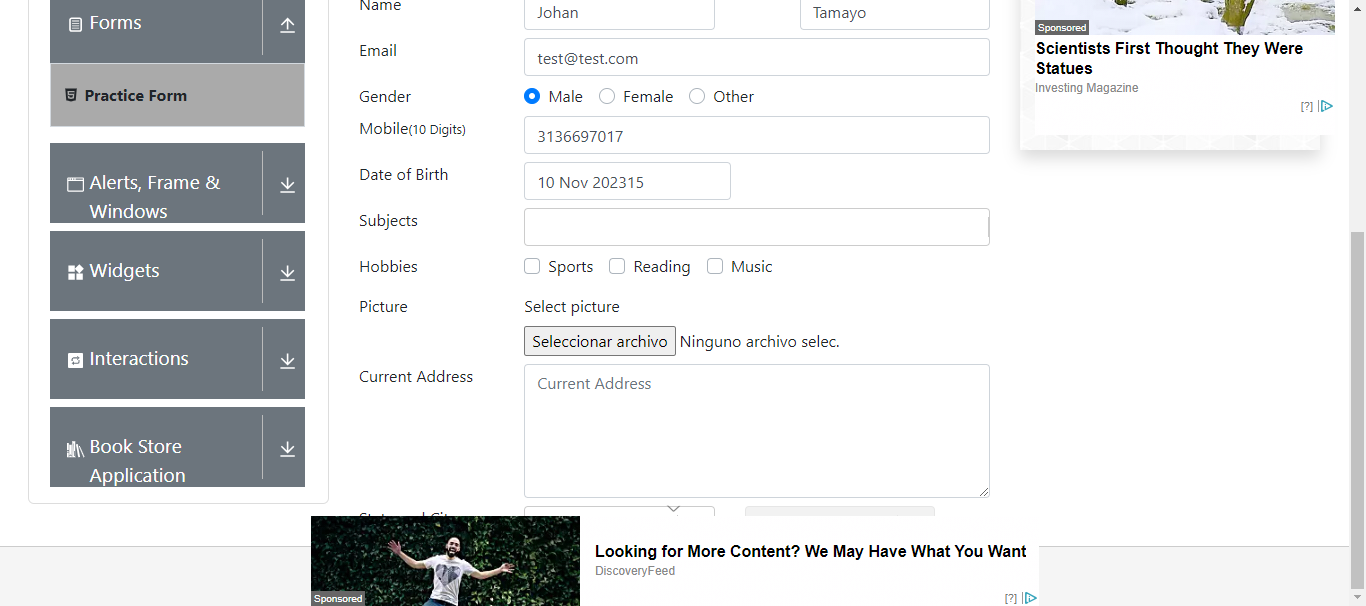 Forms
Practice Form
Alerts, Frame &
Windows
Widgets
Interactions
Book Store
Application
Name
Johan
Tamayo
Email
test@test.com
Gender
Male
Female
Other
Mobile(10 Digits)
3136697017
Date of Birth
10 Nov 202315
Subjects
Hobbies
Sports
Reading
Music
Picture
Select picture
Seleccionar archivo
Ninguno archivo selec.
Current Address
Current Address
State and City
Sponsored
Scientists First Thought They Were
Statues
Investing Magazine
[?]
Sponsored
Looking for More Content? We May Have What You Want
DiscoveryFeed
[?]